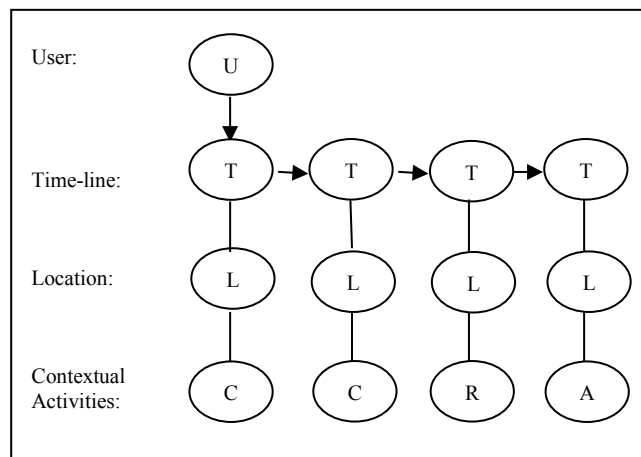 User:
U
Time-line:
T T T T
Location:
L L L L
Contextual
Activities:
C C R A